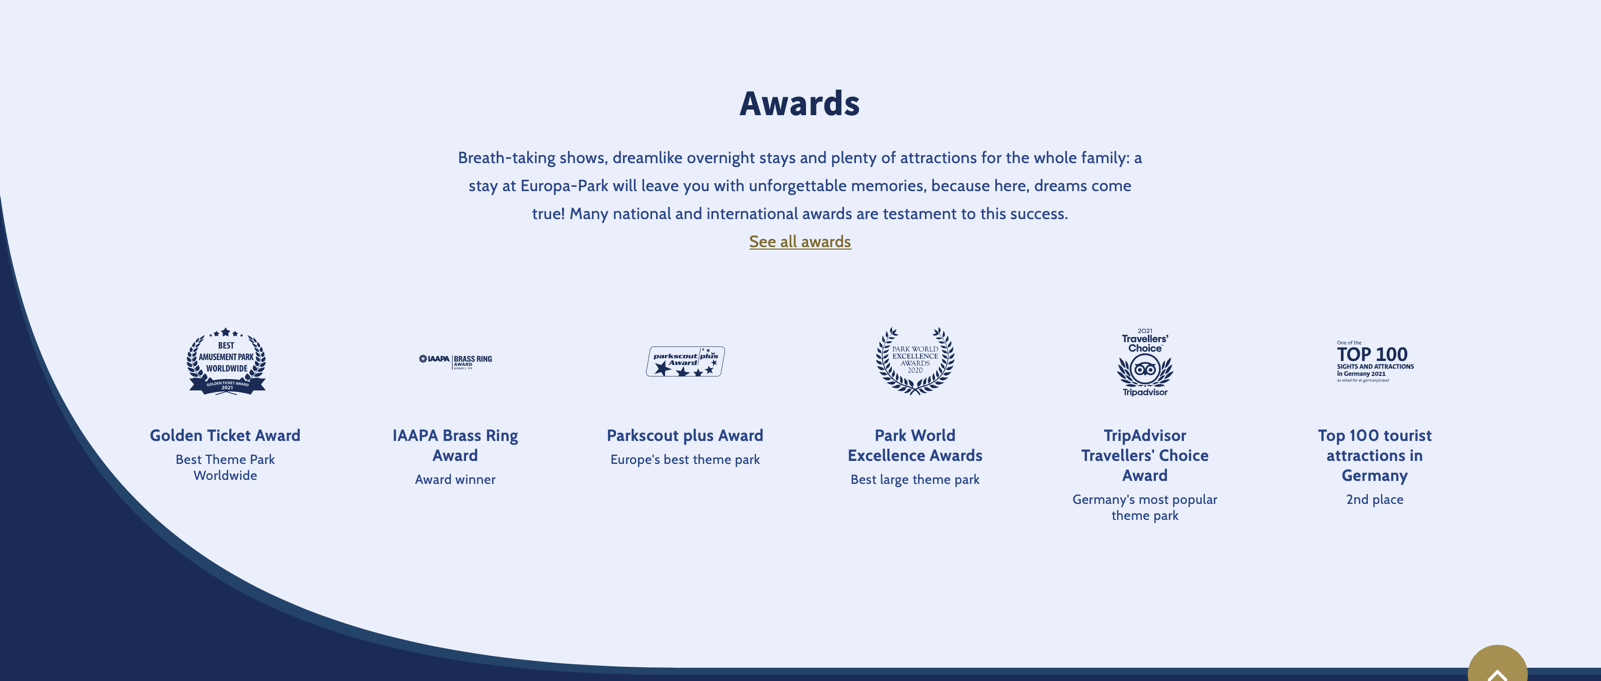 Awards
Breath-taking shows, dreamlike overnight stays and plenty of attractions for the whole family: a
stay at Europa-Park will leave you with unforgettable memories, because here, dreams come
true! Many national and international awards are testament to this success.
See all awards
BEST
AMUSEMENT PARK
WORLDWIDE
GOLDEN TICKET AWARD
2021
IAAPA BRASS RING
AWARD
parkscout plus
Award
PARK WORLD
EXCELLENCE
AWARDS
2020
2021
Travellers'
Choice
Tripadvisor
One of the
TOP 100
SIGHTS AND ATTRACTIONS
in Germany 2021
as voted for at germany.travel
Golden Ticket Award
Best Theme Park
Worldwide
IAAPA Brass Ring
Award
Award winner
Parkscout plus Award
Europe's best theme park
Park World
Excellence Awards
Best large theme park
TripAdvisor
Travellers' Choice
Award
Germany's most popular
theme park
Top 100 tourist
attractions in
Germany
2nd place